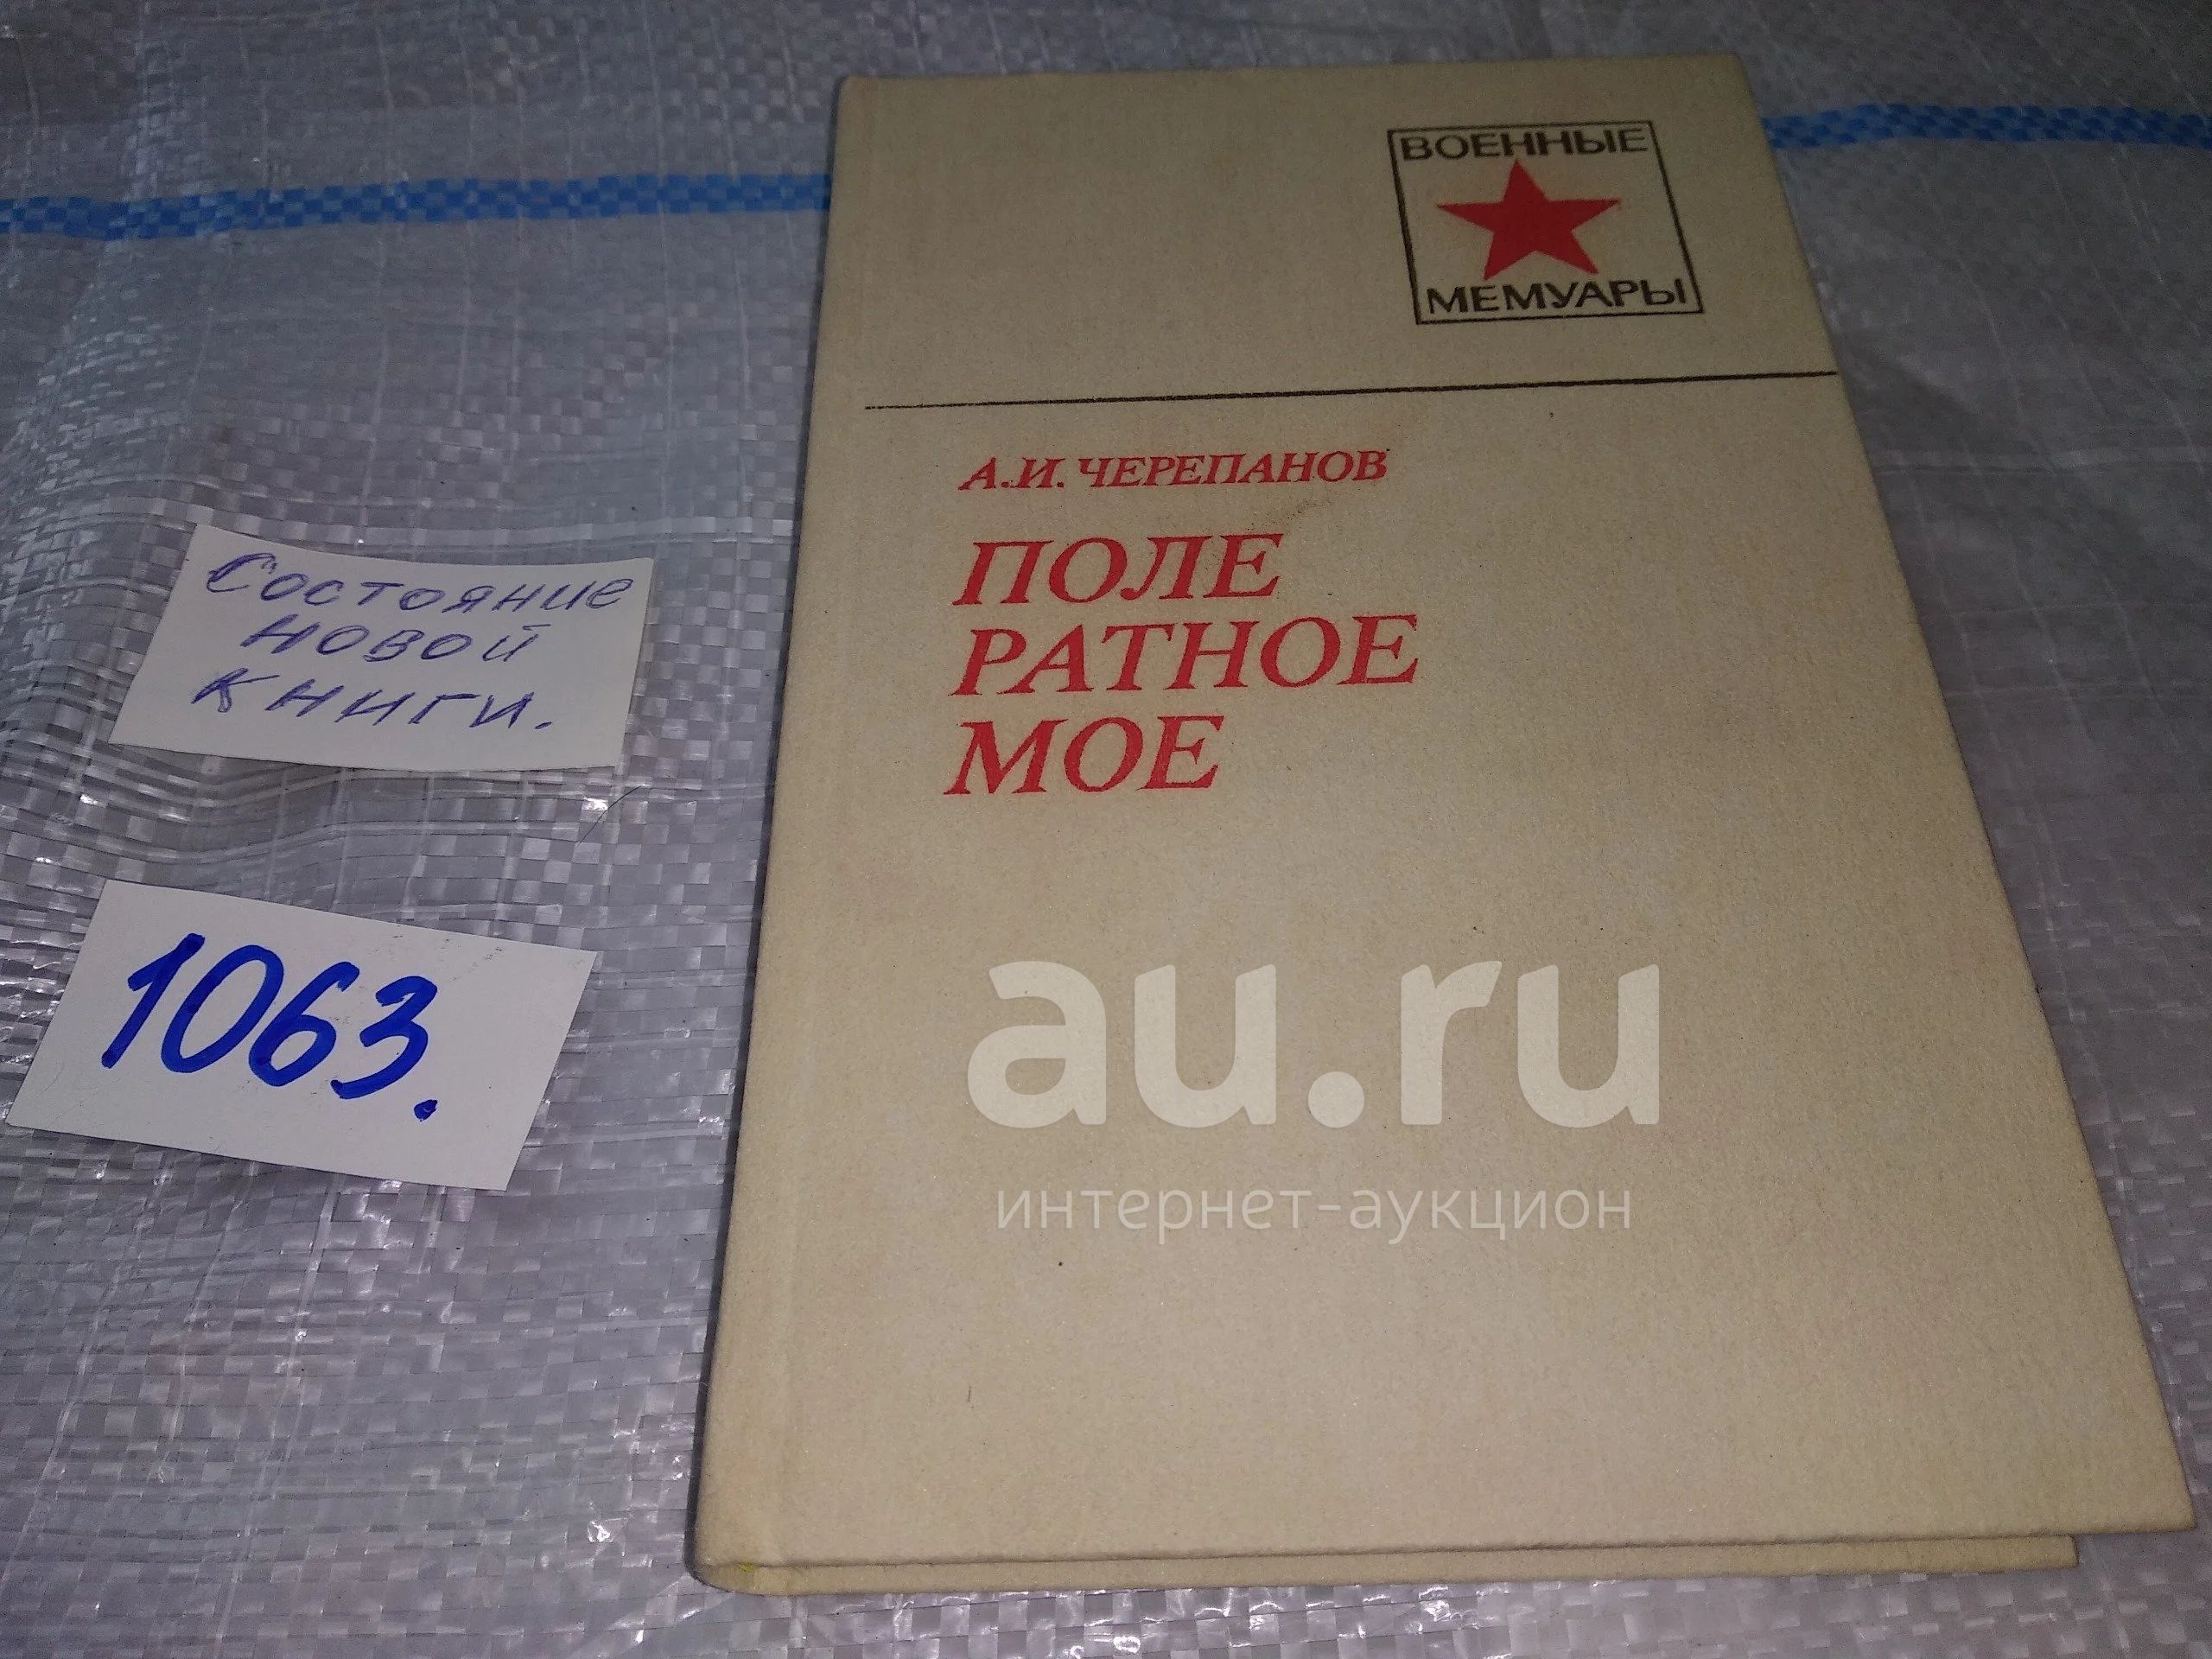 ВОЕННЫЕ
МЕМУАРЫ
А.И. ЧЕРЕПАНОВ
ПОЛЕ
РАТНОЕ
МОЕ
Состояние
новой
книги.
1063.
au.ru
интернет-аукцион